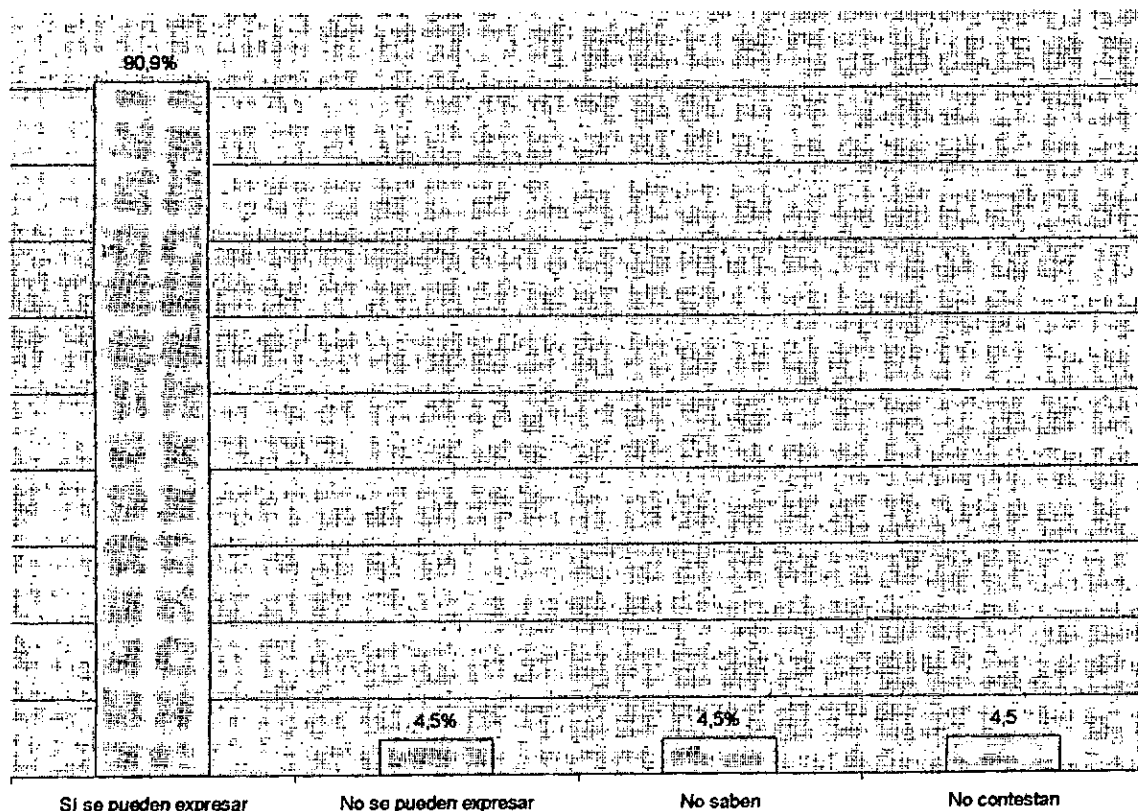 90,9%
4,5%
4,5%
4,5
Si se pueden expresar
No se pueden expresar
No saben
No contestan